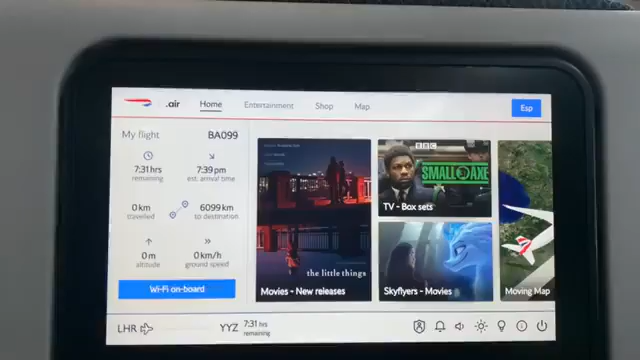 .air Home Entertainment Shop Map Esp
My flight BA099
7:31 hrs remaining
7:39 pm est. arrival time
0 km travelled
6099 km to destination
0 m altitude
0 km/h ground speed
Wi-Fi on-board
the little things
Movies - New releases
BBC
SMALL AXE
TV - Box sets
Skyflyers - Movies
Moving Map
LHR YYZ 7:31 hrs remaining